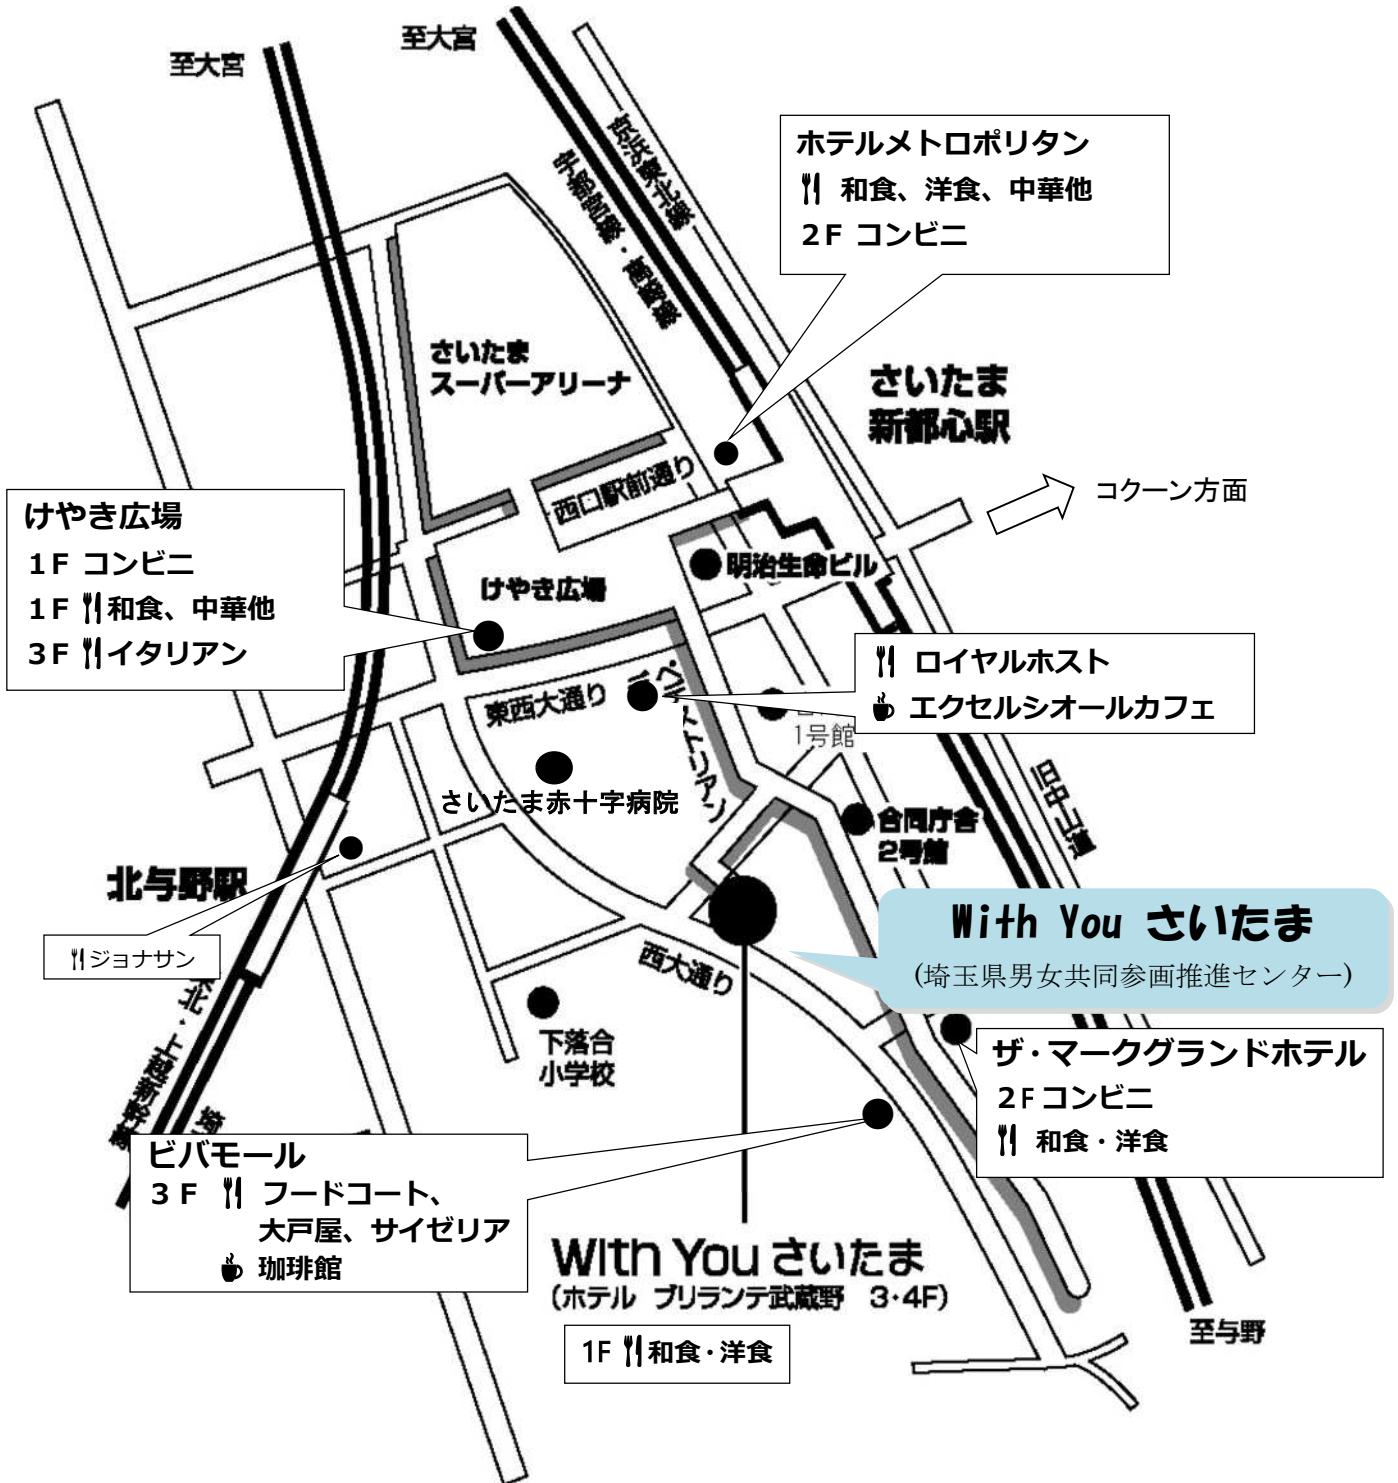 至大宮
至大宮
京浜東北線
宇都宮線・高崎線
ホテルメトロポリタン
和食、洋食、中華他
2F コンビニ
さいたま
スーパーアリーナ
さいたま
新都心駅
西口駅前通り
コクーン方面
けやき広場
1F コンビニ
1F 和食、中華他
3F イタリアン
明治生命ビル
けやき広場
ロイヤルホスト
エクセルシオールカフェ
東西大通り
1号館
旧中山道
さいたま赤十字病院
合同庁舎
2号館
北与野駅
With You さいたま
(埼玉県男女共同参画推進センター)
ジョナサン
西大通り
北・上越新幹線
埼
下落合
小学校
ザ・マークグランドホテル
2Fコンビニ
和食・洋食
ビバモール
3F フードコート、
大戸屋、サイゼリア
珈琲館
With You さいたま
(ホテル ブリランテ武蔵野 3・4F)
1F 和食・洋食
至与野